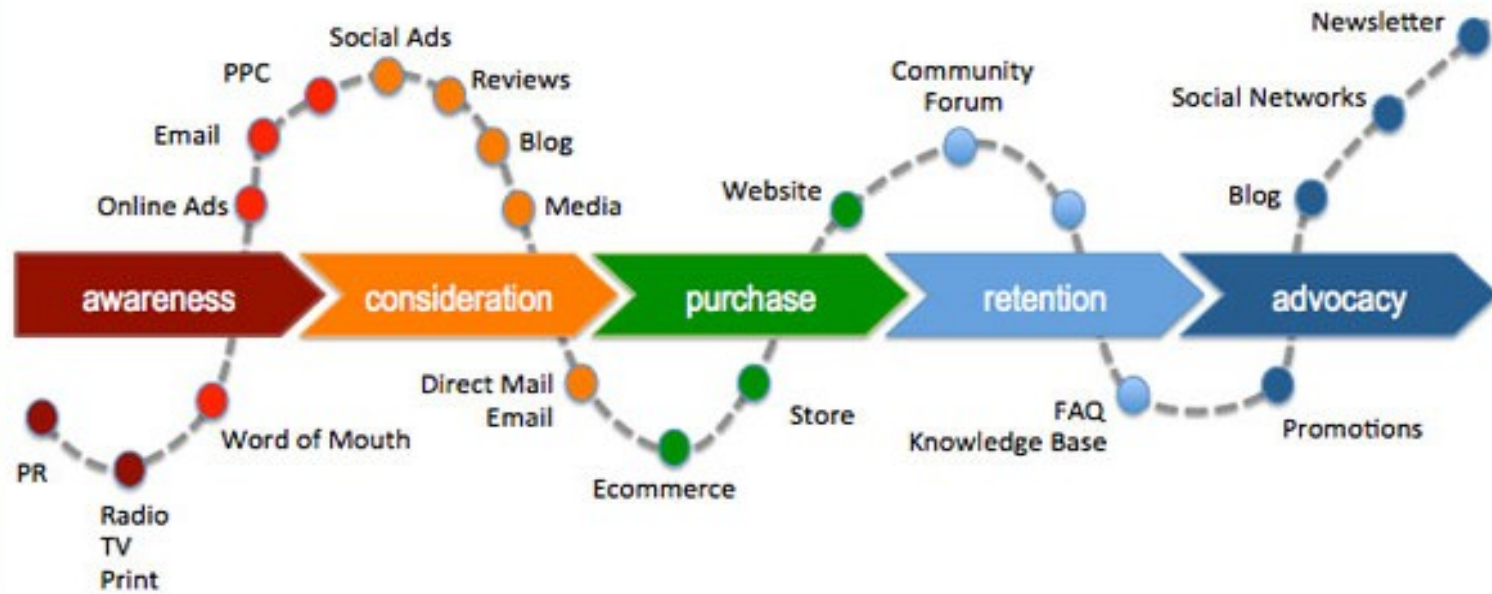 Newsletter
Social Ads
PPC
Reviews
Community
Forum
Social Networks
Email
Blog
Website
Blog
Online Ads
Media
awareness
consideration
purchase
retention
advocacy
Direct Mail
Email
Store
FAQ
Knowledge Base
Promotions
Word of Mouth
PR
Ecommerce
Radio
TV
Print